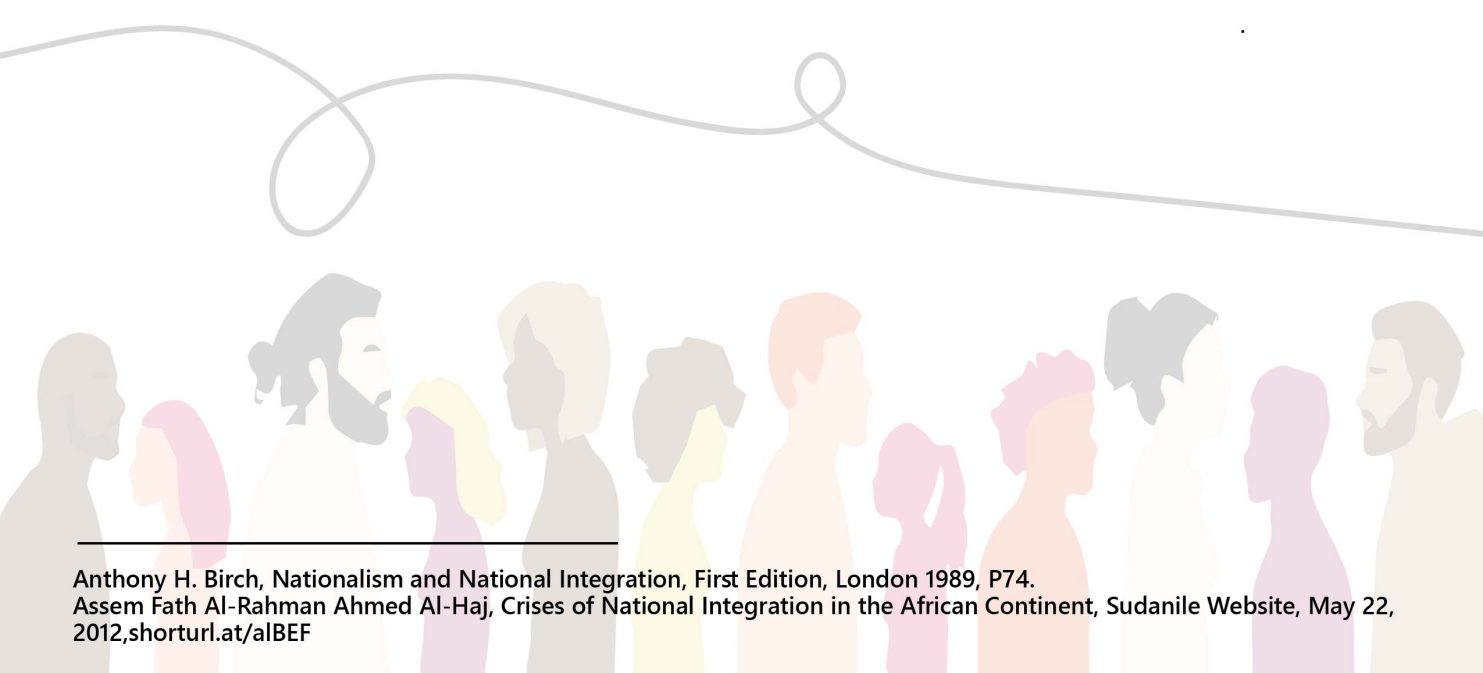 .
Anthony H. Birch, Nationalism and National Integration, First Edition, London 1989, P74.
Assem Fath Al-Rahman Ahmed Al-Haj, Crises of National Integration in the African Continent, Sudanile Website, May 22,
2012,shorturl.at/alBEF